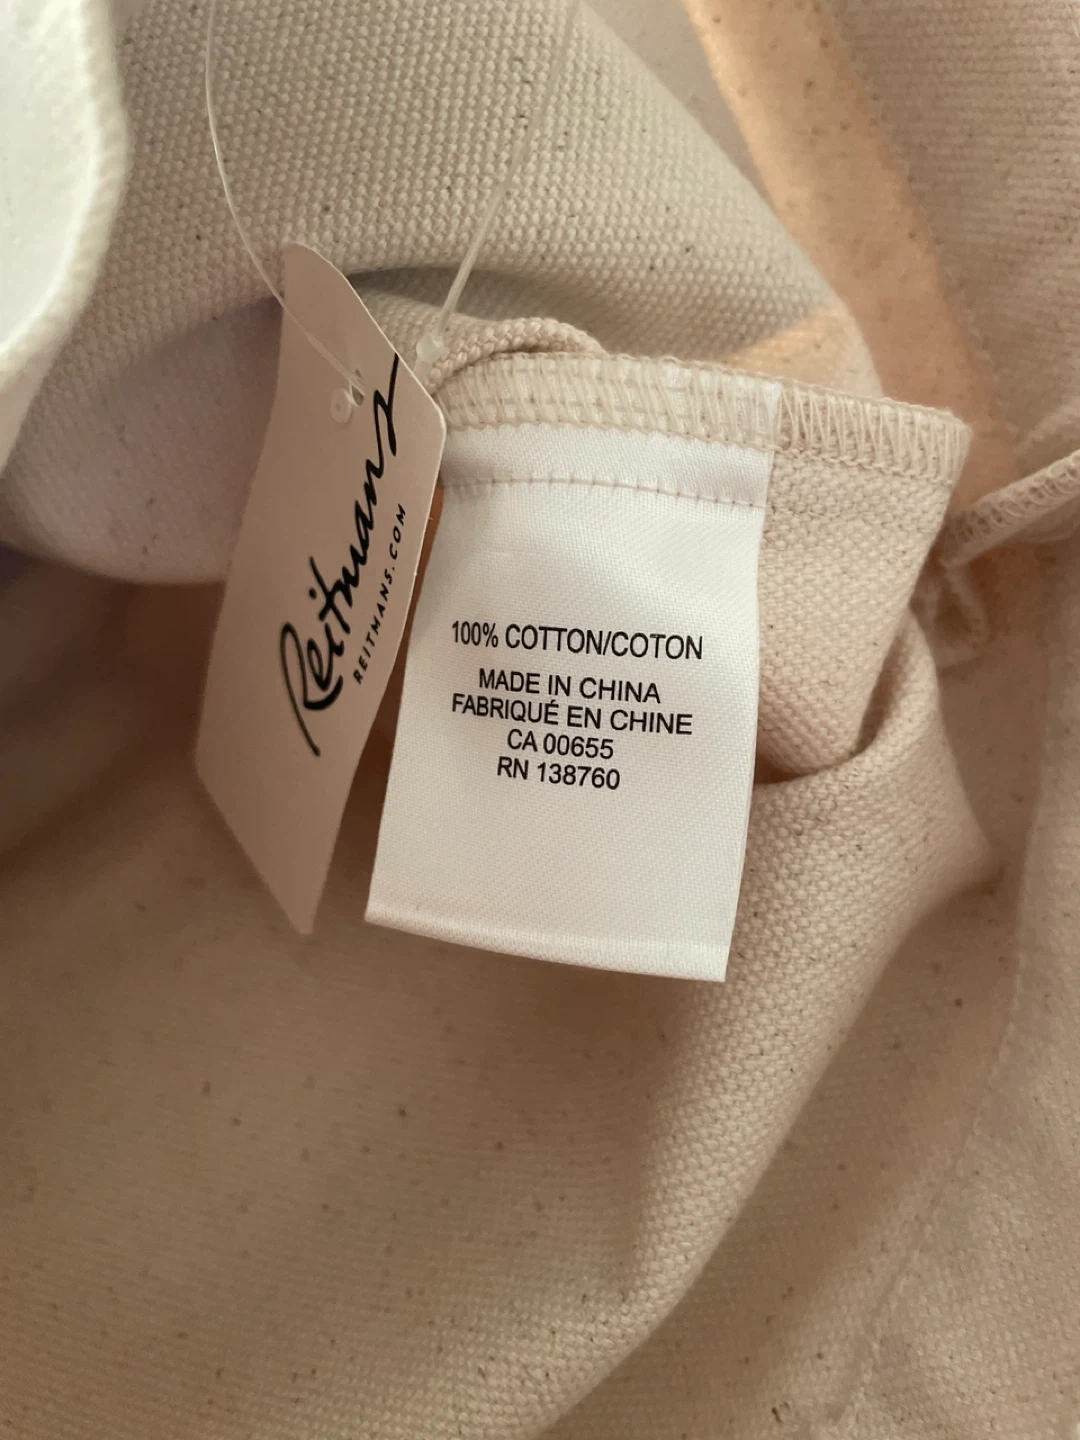 Reitmans
REITMANS.COM
100% COTTON/COTON
MADE IN CHINA
FABRIQUÉ EN CHINE
CA 00655
RN 138760